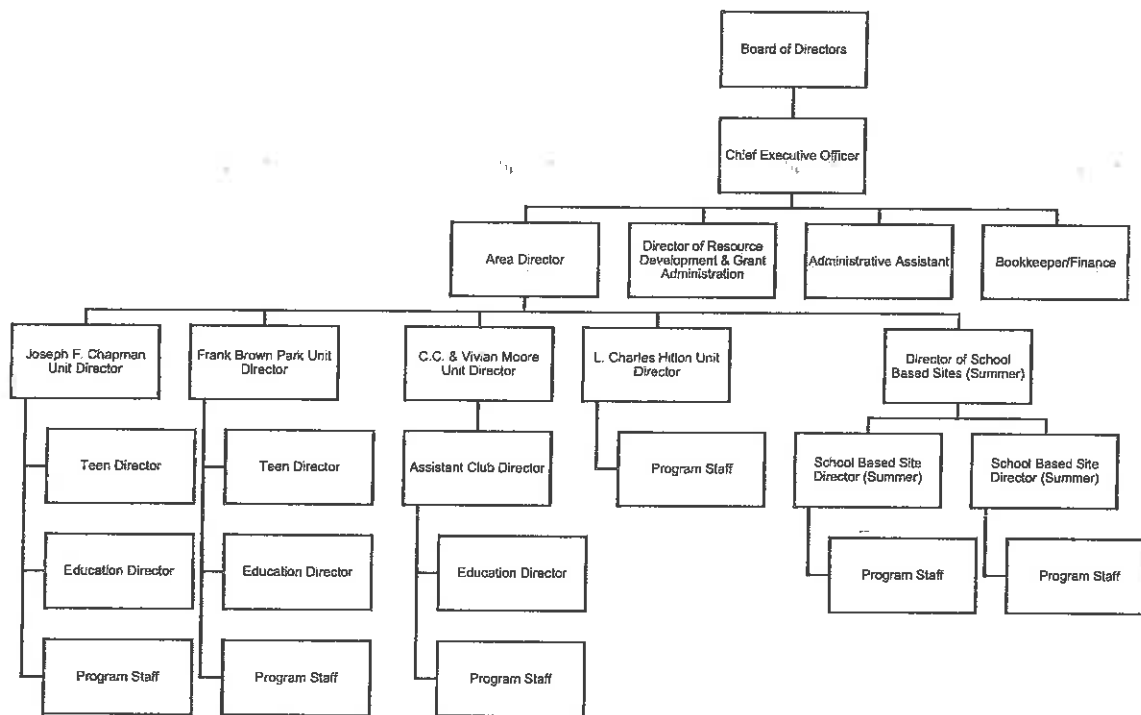 Board of Directors
Chief Executive Officer
Area Director
Director of Resource
Development & Grant
Administration
Administrative Assistant
Bookkeeper/Finance
Joseph F. Chapman
Unit Director
Frank Brown Park Unit
Director
C.C. & Vivian Moore
Unit Director
L. Charles Hilton Unit
Director
Director of School
Based Sites (Summer)
Teen Director
Teen Director
Assistant Club Director
Program Staff
School Based Site
Director (Summer)
School Based Site
Director (Summer)
Education Director
Education Director
Education Director
Program Staff
Program Staff
Program Staff
Program Staff
Program Staff